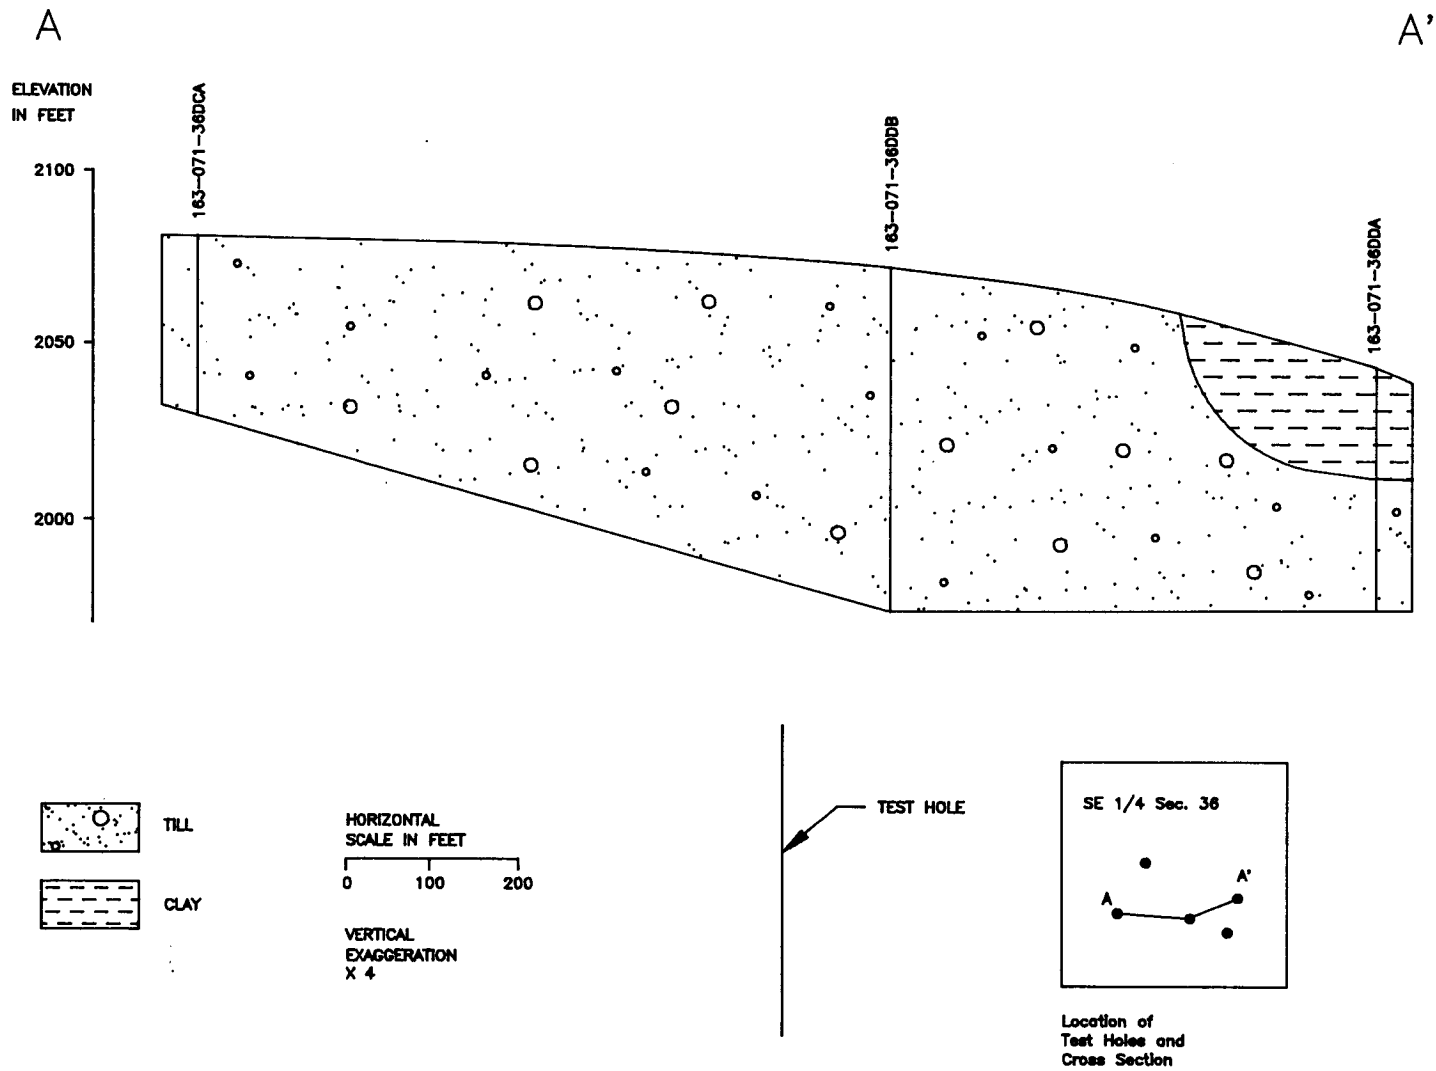 A
A'
ELEVATION
IN FEET
163-071-36DCA
163-071-36DDB
163-071-36DDA
2100
2050
2000
TILL
CLAY
HORIZONTAL
SCALE IN FEET
0 100 200
VERTICAL
EXAGGERATION
X 4
TEST HOLE
SE 1/4 Sec. 36
A'
A
Location of
Test Holes and
Cross Section